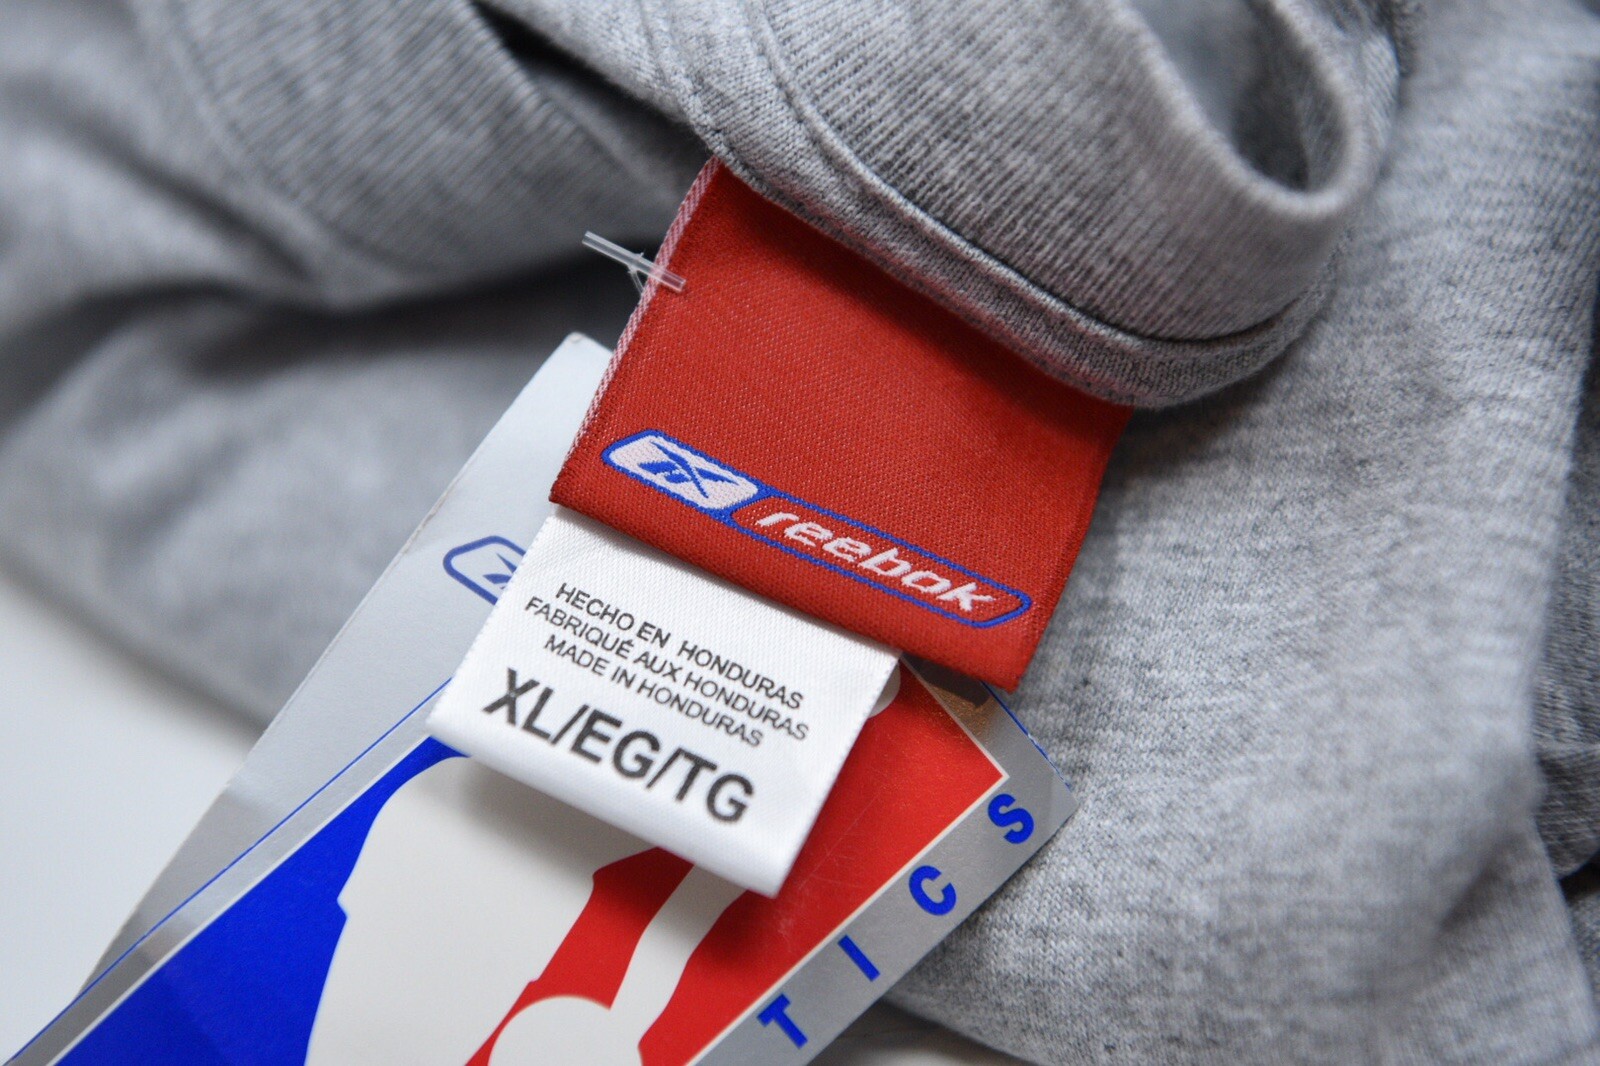 reebok
HECHO EN HONDURAS
FABRIQUÉ AUX HONDURAS
MADE IN HONDURAS
XL/EG/TG
TICS